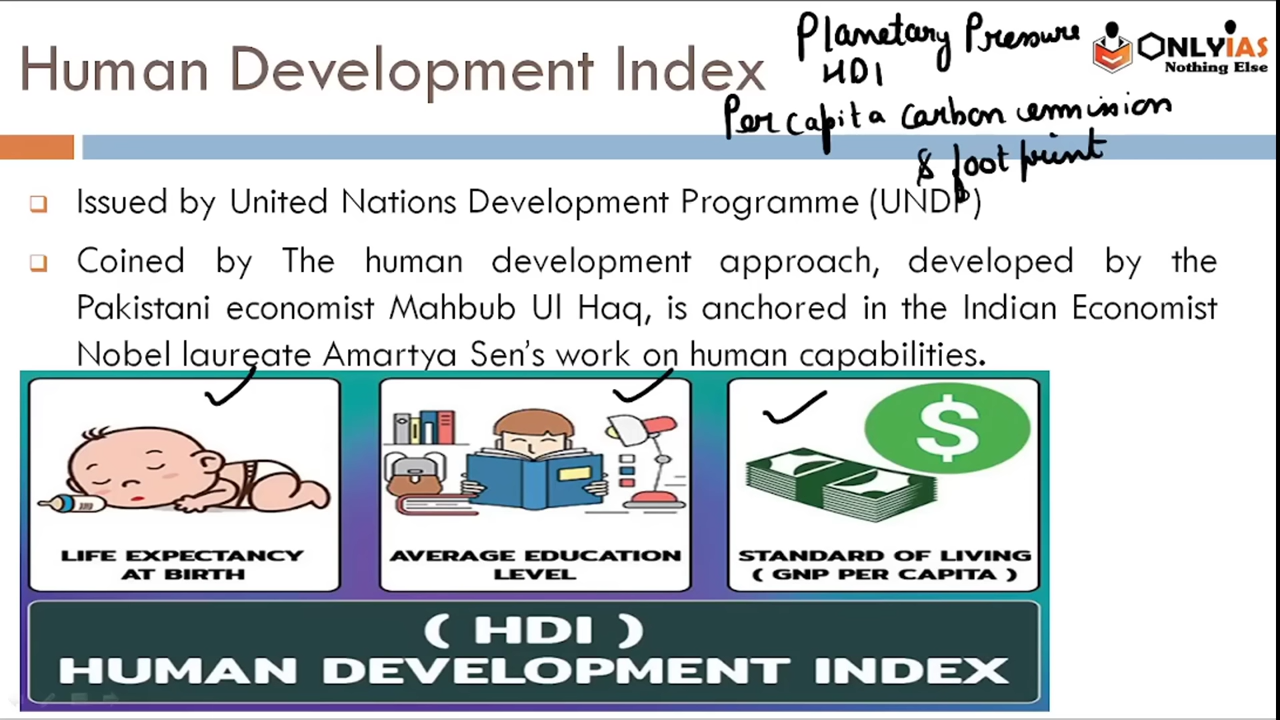 Human Development Index
Planetary Pressure
HDI
Per capita carbon emmission
& foot print
ONLYIAS
Nothing Else
Issued by United Nations Development Programme (UNDP)
Coined by The human development approach, developed by the
Pakistani economist Mahbub Ul Haq, is anchored in the Indian Economist
Nobel laureate Amartya Sen's work on human capabilities.
LIFE EXPECTANCY
AT BIRTH
AVERAGE EDUCATION
LEVEL
$
STANDARD OF LIVING
( GNP PER CAPITA )
( HDI )
HUMAN DEVELOPMENT INDEX